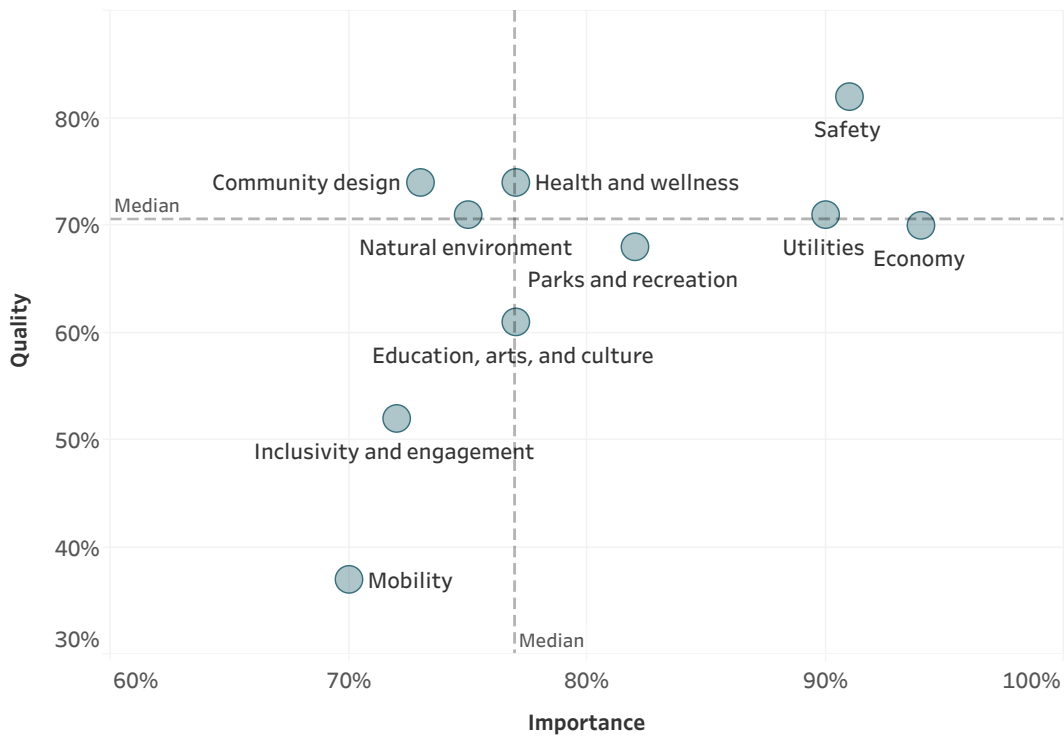 80%
Safety
Community design
Health and wellness
Median
70%
Natural environment
Utilities
Economy
Parks and recreation
Quality
60%
Education, arts, and culture
50%
Inclusivity and engagement
40%
Mobility
30%
Median
60%
70%
80%
90%
100%
Importance